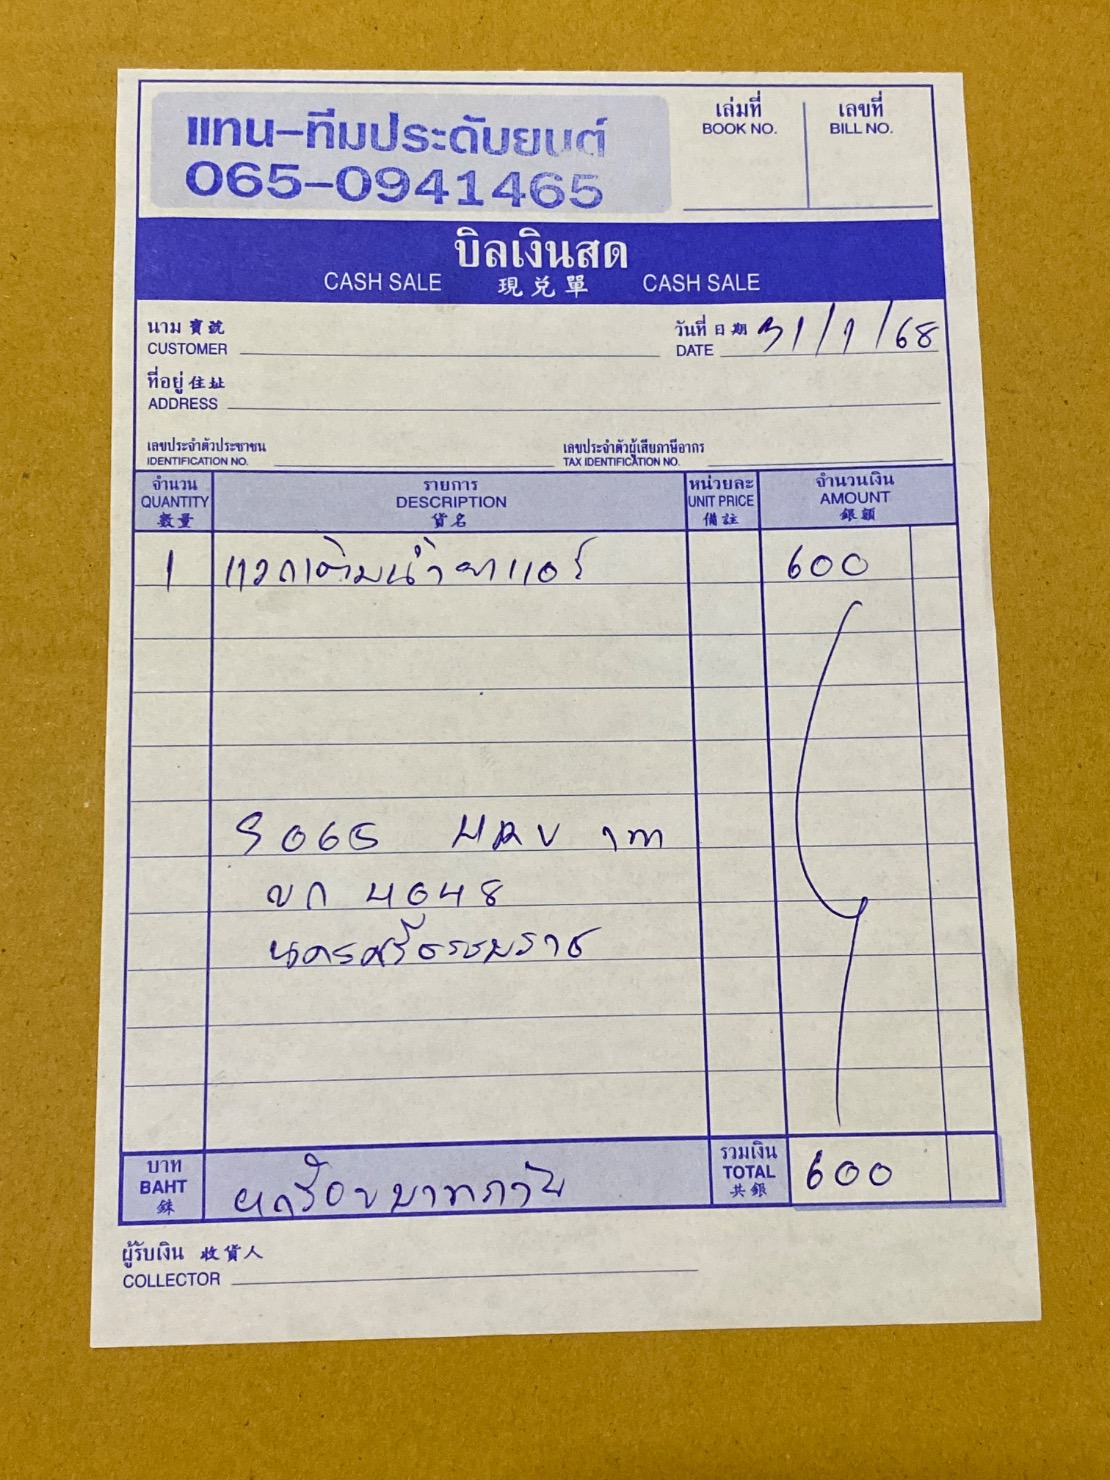 แทน-ทีมประดับยนต์
065-0941465
เล่มที่
BOOK NO.
เลขที่
BILL NO.
บิลเงินสด
CASH SALE 現兌單 CASH SALE
นาม 寶號
CUSTOMER
วันที่ 日期 31/1/68
DATE
ที่อยู่ 住址
ADDRESS
เลขประจำตัวประชาชน
IDENTIFICATION NO.
เลขประจำตัวผู้เสียภาษีอากร
TAX IDENTIFICATION NO.
จำนวน
QUANTITY
數量
รายการ
DESCRIPTION
貨名
หน่วยละ
UNIT PRICE
備註
จำนวนเงิน
AMOUNT
銀額
1 แวคเติมน้ำยาแอร์ 600
9065 HRV เทา
ขก 4048
นครศรีธรรมราช
บาท
BAHT
銖
หกร้อยบาทถ้วน
รวมเงิน
TOTAL
共銀
600
ผู้รับเงิน 收貨人
COLLECTOR